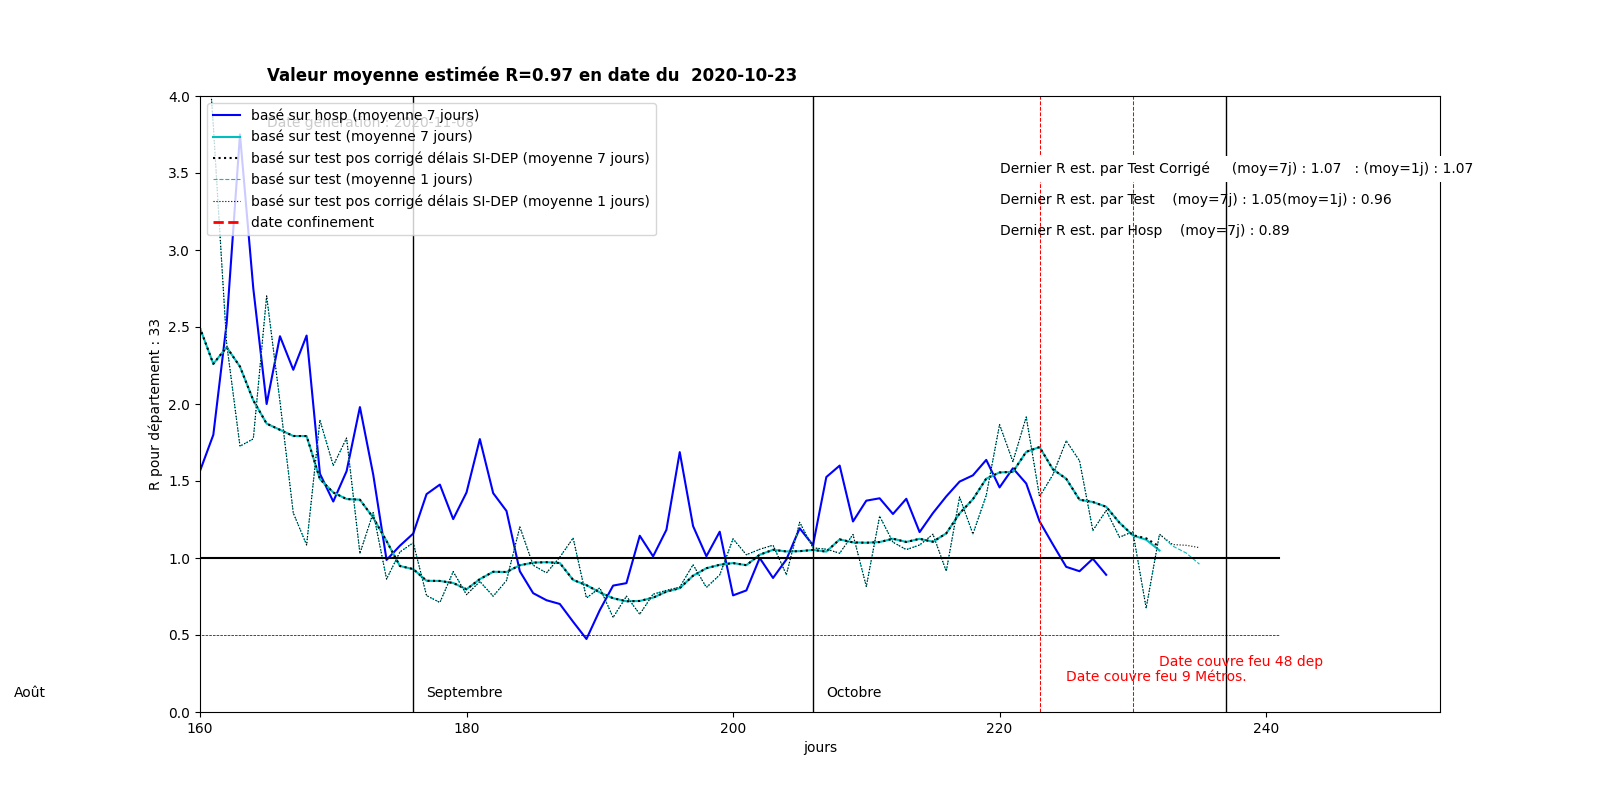 Valeur moyenne estimée R=0.97 en date du  2020-10-23
Date génération : 2020-11-08
basé sur hosp (moyenne 7 jours)
basé sur test (moyenne 7 jours)
basé sur test pos corrigé délais SI-DEP (moyenne 7 jours)
basé sur test (moyenne 1 jours)
basé sur test pos corrigé délais SI-DEP (moyenne 1 jours)
date confinement
Dernier R est. par Test Corrigé     (moy=7j) : 1.07   : (moy=1j) : 1.07
Dernier R est. par Test    (moy=7j) : 1.05(moy=1j) : 0.96
Dernier R est. par Hosp    (moy=7j) : 0.89
R pour département : 33
4.0
3.5
3.0
2.5
2.0
1.5
1.0
0.5
0.0
Date couvre feu 48 dep
Date couvre feu 9 Métros.
Août
Septembre
Octobre
160
180
200
220
240
jours